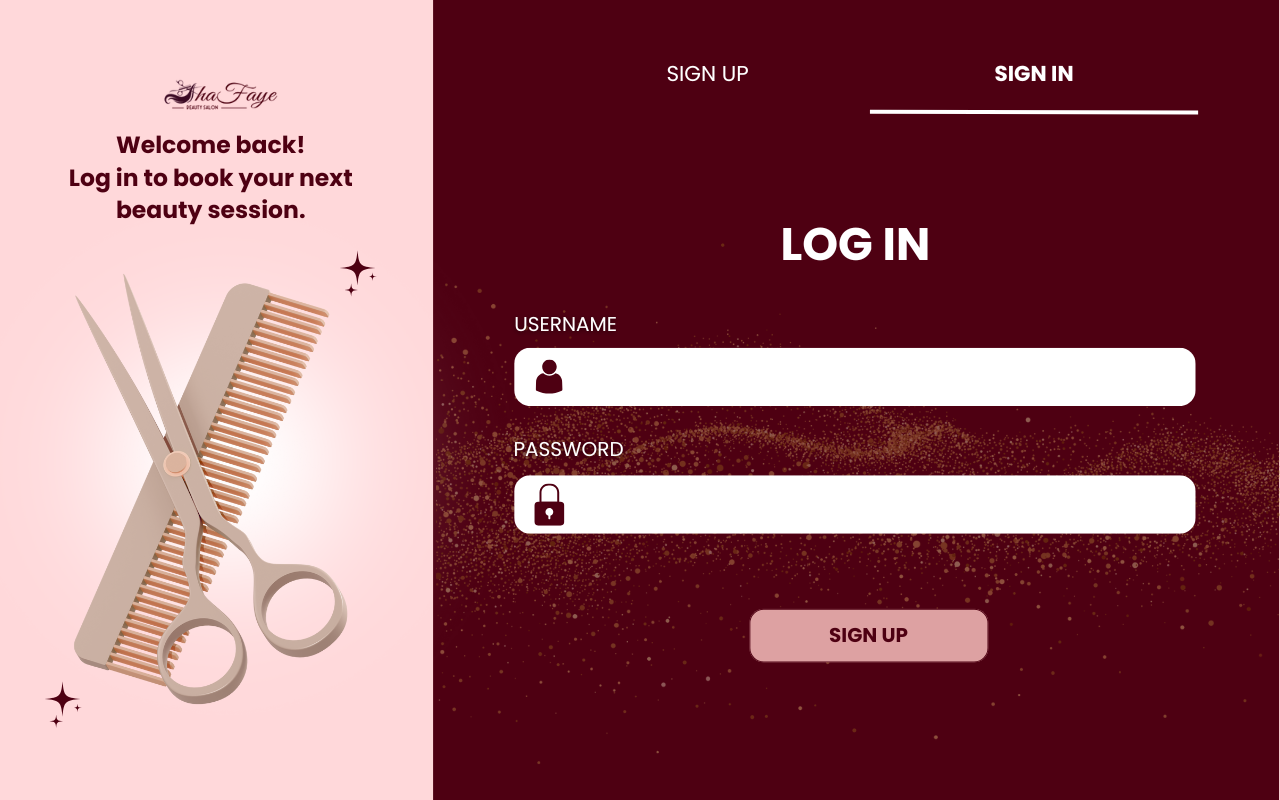 ShaFaye
BEAUTY SALON
Welcome back!
Log in to book your next
beauty session.
SIGN UP
SIGN IN
LOG IN
USERNAME
PASSWORD
SIGN UP